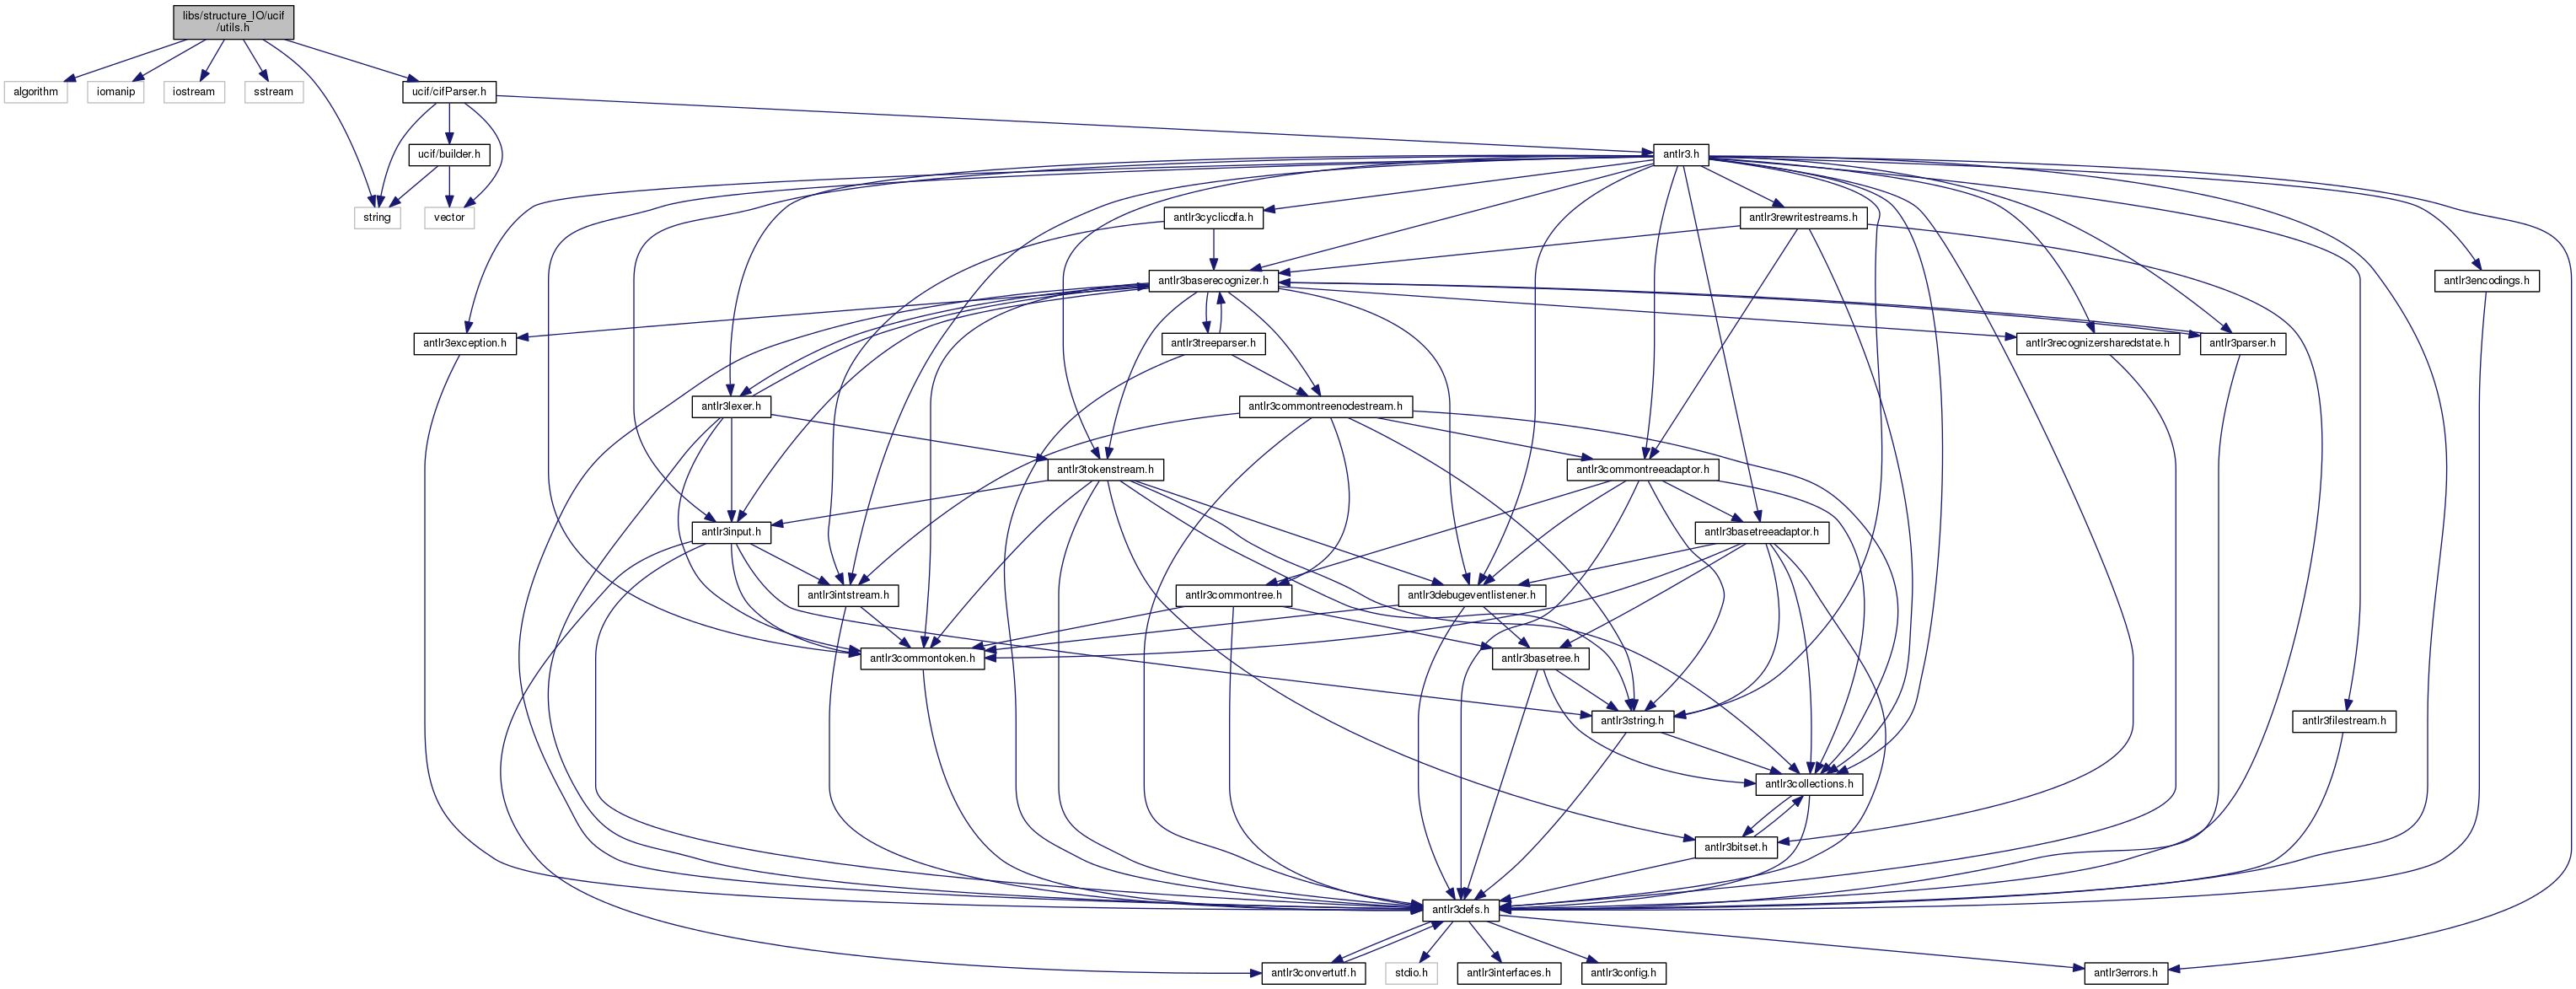 libs/structure_IO/ucif
/utils.h
algorithm
iomanip
iostream
sstream
ucif/cifParser.h
ucif/builder.h
antlr3.h
string
vector
antlr3cyclicdfa.h
antlr3rewritestreams.h
antlr3baserecognizer.h
antlr3encodings.h
antlr3exception.h
antlr3treeparser.h
antlr3recognizersharedstate.h
antlr3parser.h
antlr3lexer.h
antlr3commontreenodestream.h
antlr3tokenstream.h
antlr3commontreeadaptor.h
antlr3input.h
antlr3basetreeadaptor.h
antlr3intstream.h
antlr3commontree.h
antlr3debugeventlistener.h
antlr3commontoken.h
antlr3basetree.h
antlr3string.h
antlr3filestream.h
antlr3collections.h
antlr3bitset.h
antlr3defs.h
antlr3convertutf.h
stdio.h
antlr3interfaces.h
antlr3config.h
antlr3errors.h